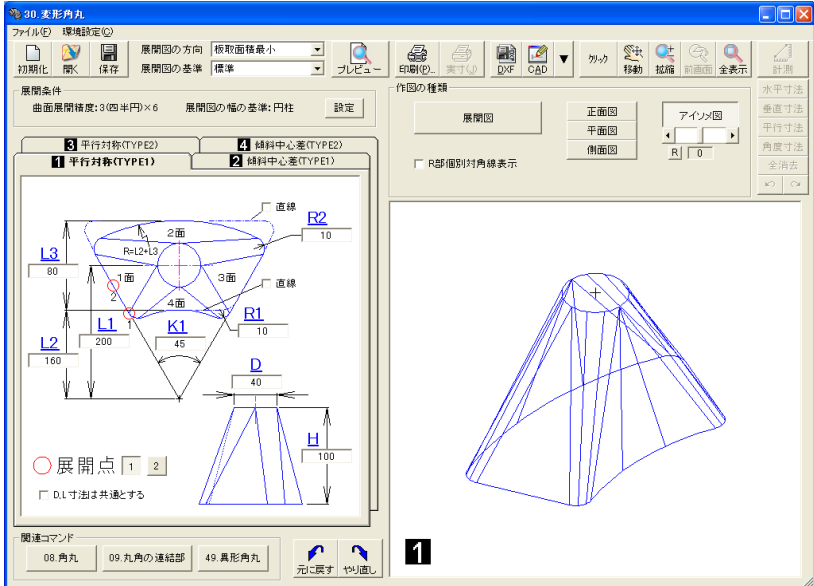 30.変形角丸
ファイル(F) 環境設定(C)
初期化 開く 保存
展開図の方向 板取面積最小
展開図の基準 標準
プレビュー 印刷(P).. 実寸(J) DXF CAD ▼ クリック 移動 拡縮 前画面 全表示 計測
展開条件
曲面展開精度:3(四半円)×6 展開図の幅の基準:円柱 設定
作図の種類
展開図
正面図
平面図
側面図
アイソメ図
R 0
R部個別対角線表示
水平寸法
垂直寸法
平行寸法
角度寸法
全消去
3 平行対称(TYPE2) 4 傾斜中心差(TYPE2)
1 平行対称(TYPE1) 2 傾斜中心差(TYPE1)
直線
R2
10
2面
R=L2+L3
L3
80
1面 3面
2
直線
4面
1
R1
10
L1
200
K1
45
L2
160
D
40
H
100
展開点 1 2
D,L寸法は共通とする
関連コマンド
08.角丸 09.丸角の連結部 49.異形角丸
元に戻す やり直し
1